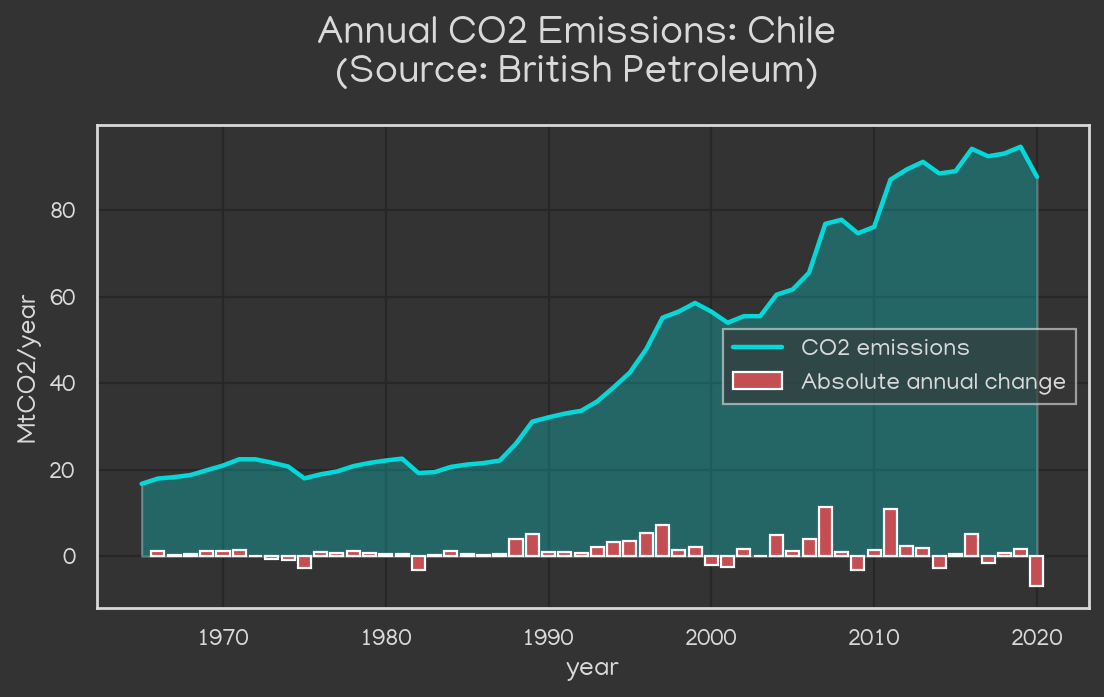 Annual CO2 Emissions: Chile
(Source: British Petroleum)
MtCO2/year
80
60
40
20
0
CO2 emissions
Absolute annual change
1970 1980 1990 2000 2010 2020
year